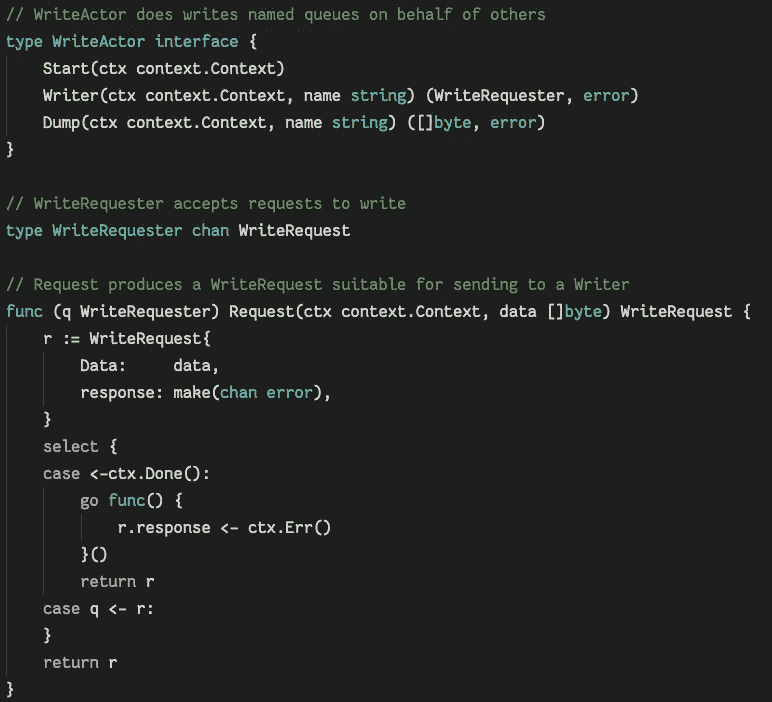 // WriteActor does writes named queues on behalf of others
type WriteActor interface {
    Start(ctx context.Context)
    Writer(ctx context.Context, name string) (WriteRequester, error)
    Dump(ctx context.Context, name string) ([]byte, error)
}

// WriteRequester accepts requests to write
type WriteRequester chan WriteRequest

// Request produces a WriteRequest suitable for sending to a Writer
func (q WriteRequester) Request(ctx context.Context, data []byte) WriteRequest {
    r := WriteRequest{
        Data:     data,
        response: make(chan error),
    }
    select {
    case <-ctx.Done():
        go func() {
            r.response <- ctx.Err()
        }()
        return r
    case q <- r:
    }
    return r
}